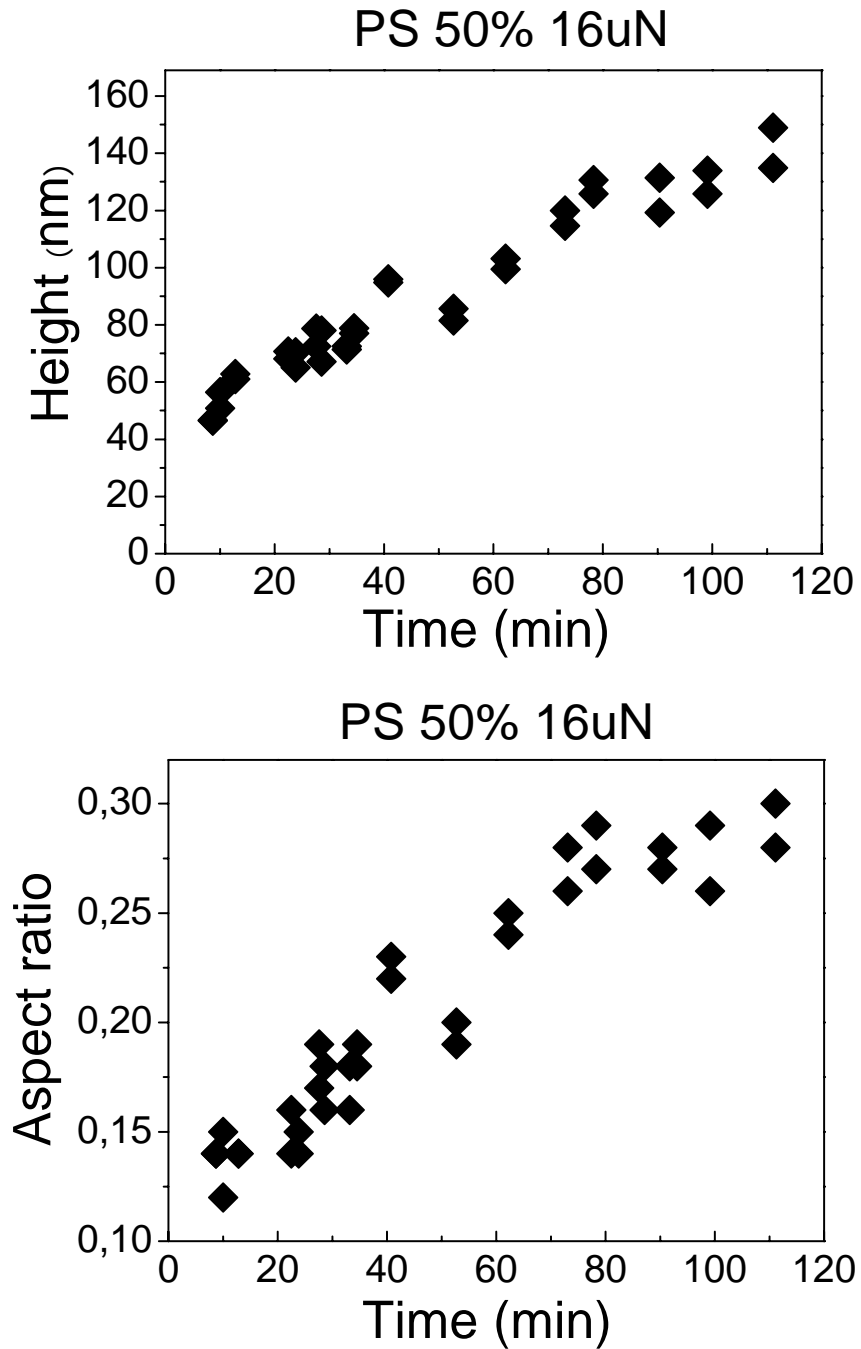 PS 50% 16uN
160
140
120
100
80
60
40
20
0
Height (nm)
0 20 40 60 80 100 120
Time (min)
PS 50% 16uN
0,30
0,25
0,20
0,15
0,10
Aspect ratio
0 20 40 60 80 100 120
Time (min)